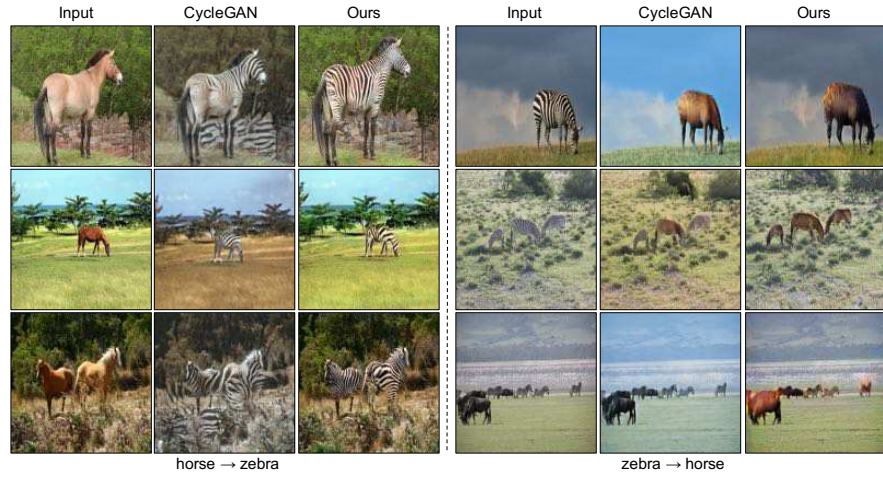 Input CycleGAN Ours Input CycleGAN Ours
horse → zebra zebra → horse